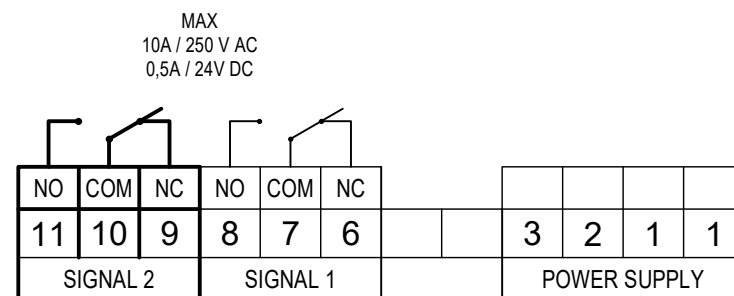 MAX
10A / 250 V AC
0,5A / 24V DC
NO COM NC NO COM NC
11 10 9 8 7 6 3 2 1 1
SIGNAL 2 SIGNAL 1 POWER SUPPLY